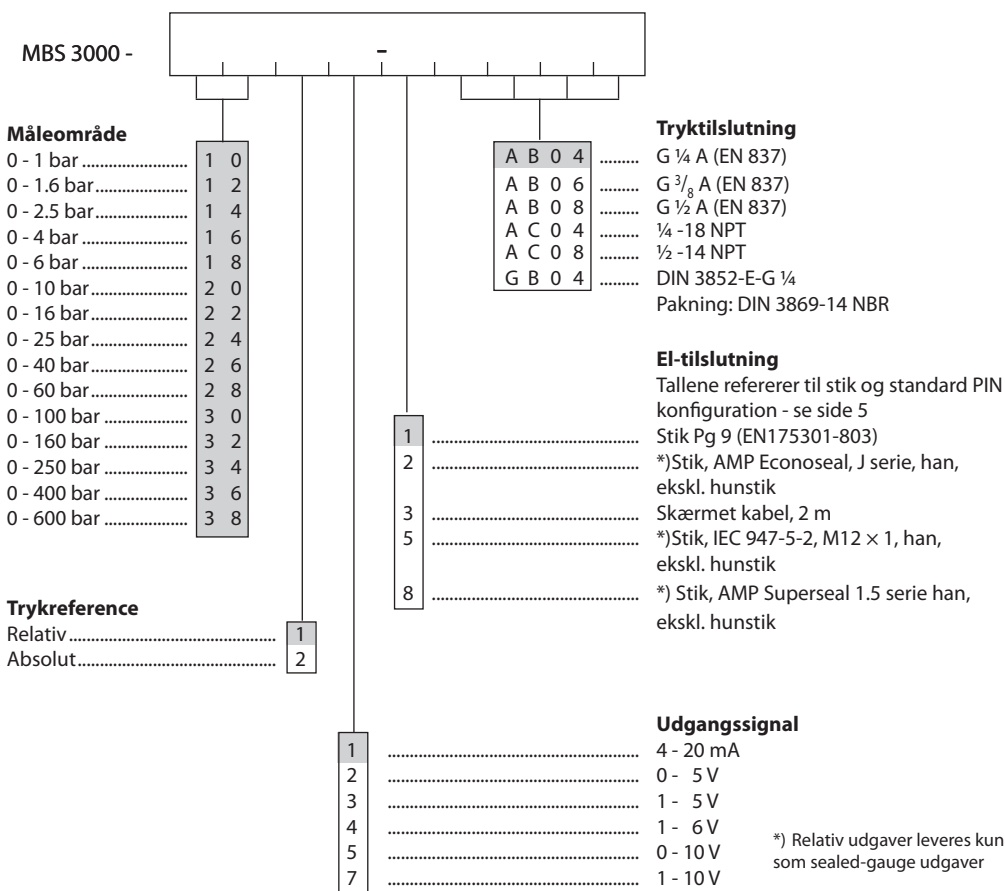 MBS 3000 - –
Måleområde
0 - 1 bar ........................ 1 0
0 - 1.6 bar ........................ 1 2
0 - 2.5 bar ........................ 1 4
0 - 4 bar ........................ 1 6
0 - 6 bar ........................ 1 8
0 - 10 bar ...................... 2 0
0 - 16 bar ...................... 2 2
0 - 25 bar ...................... 2 4
0 - 40 bar ...................... 2 6
0 - 60 bar ...................... 2 8
0 - 100 bar ................... 3 0
0 - 160 bar ................... 3 2
0 - 250 bar ................... 3 4
0 - 400 bar ................... 3 6
0 - 600 bar ................... 3 8
Trykreference
Relativ ............................................... 1
Absolut ............................................. 2
Tryktilslutning
A B 0 4 ......... G ¼ A (EN 837)
A B 0 6 ......... G 3/8 A (EN 837)
A B 0 8 ......... G ½ A (EN 837)
A C 0 4 ......... ¼ -18 NPT
A C 0 8 ......... ½ -14 NPT
G B 0 4 ......... DIN 3852-E-G ¼
Pakning: DIN 3869-14 NBR
El-tilslutning
Tallene refererer til stik og standard PIN
konfiguration - se side 5
1 ............................................... Stik Pg 9 (EN175301-803)
2 ............................................... *)Stik, AMP Econoseal, J serie, han,
ekskl. hunstik
3 ............................................... Skærmet kabel, 2 m
5 ............................................... *)Stik, IEC 947-5-2, M12 × 1, han,
ekskl. hunstik
8 ............................................... *) Stik, AMP Superseal 1.5 serie han,
ekskl. hunstik
Udgangssignal
1 ......................................................... 4 - 20 mA
2 ......................................................... 0 - 5 V
3 ......................................................... 1 - 5 V
4 ......................................................... 1 - 6 V
5 ......................................................... 0 - 10 V
7 ......................................................... 1 - 10 V
*) Relativ udgaver leveres kun
som sealed-gauge udgaver